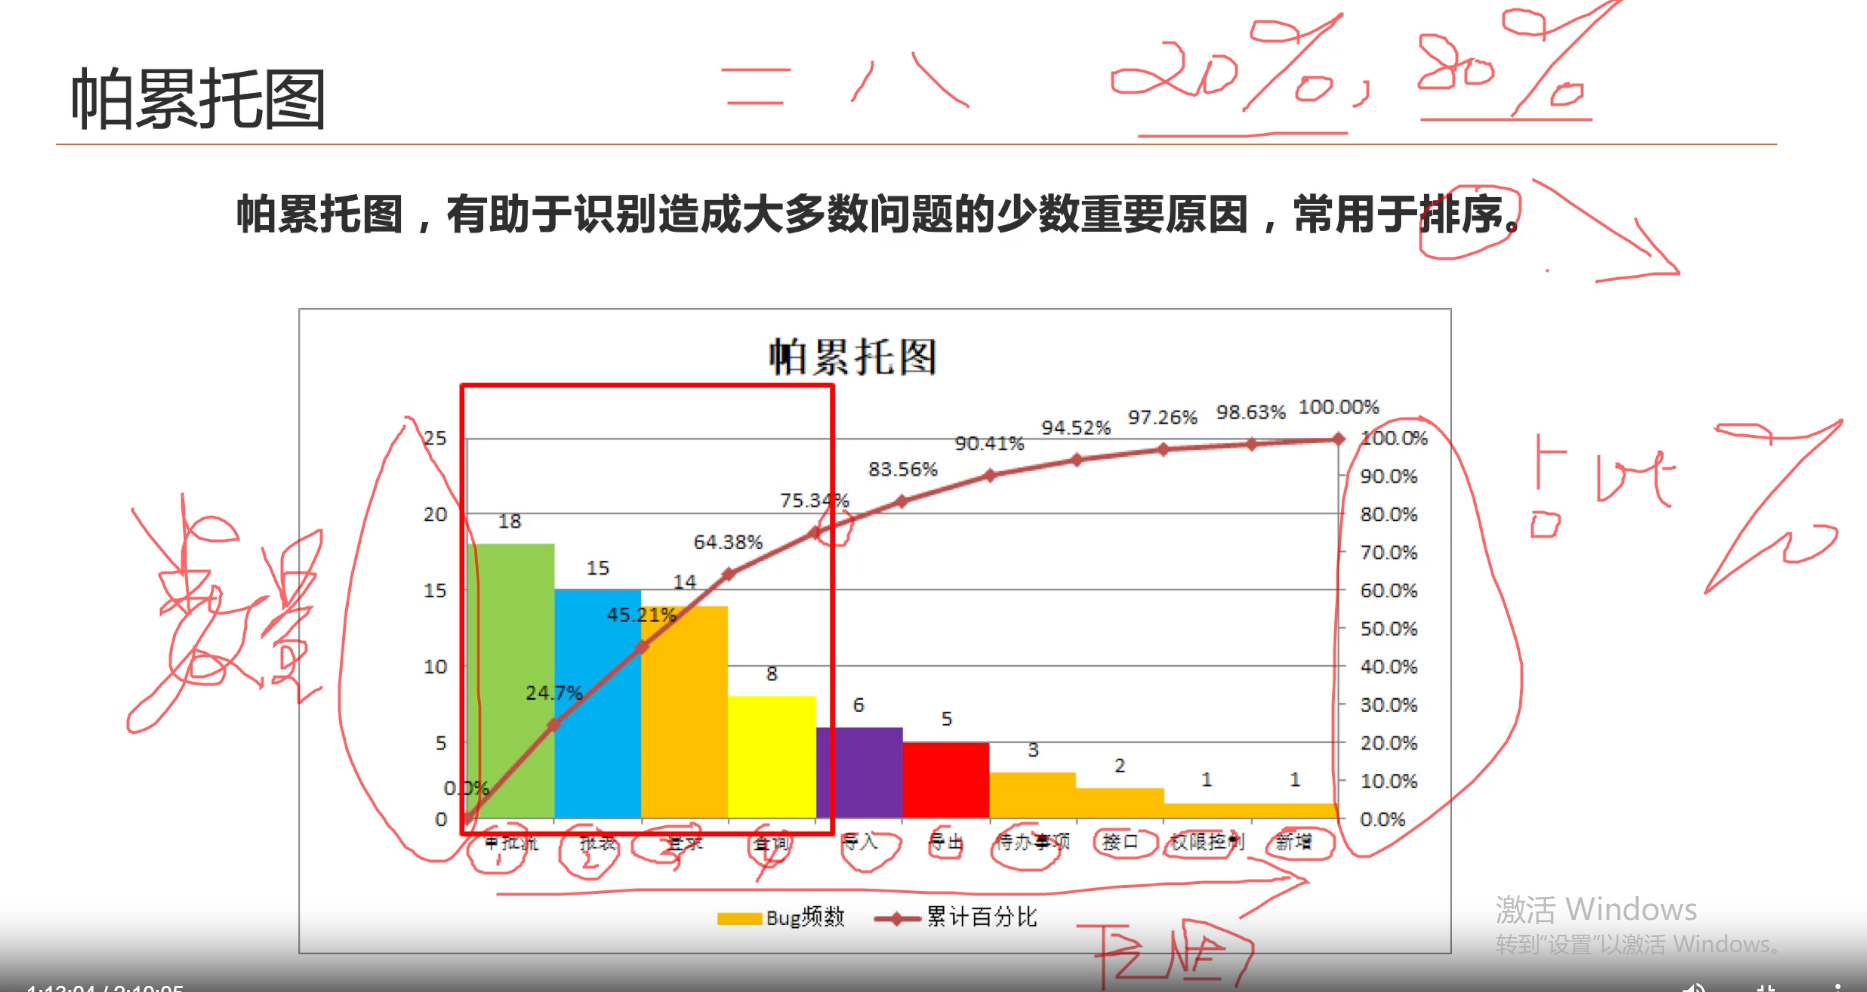 帕累托图
二八 20%, 80%
帕累托图，有助于识别造成大多数问题的少数重要原因，常用于排序。
帕累托图
100.00%
98.63%
97.26%
94.52%
25 90.41% 100.0%
83.56% 90.0%
75.34%
20 18 80.0%
64.38% 70.0%
15 15 14 60.0%
45.21% 50.0%
10 8 40.0%
24.7% 6 30.0%
5 5 3 20.0%
2 1 1 10.0%
0.0%
0 0.0%
数量
占比 %
审批流 报表 登录 查询 导入 导出 待办事项 接口 权限控制 新增
1 2 3 4
Bug频数 累计百分比
原因
激活 Windows
转到“设置”以激活 Windows。
1:13:04 / 2:10:05